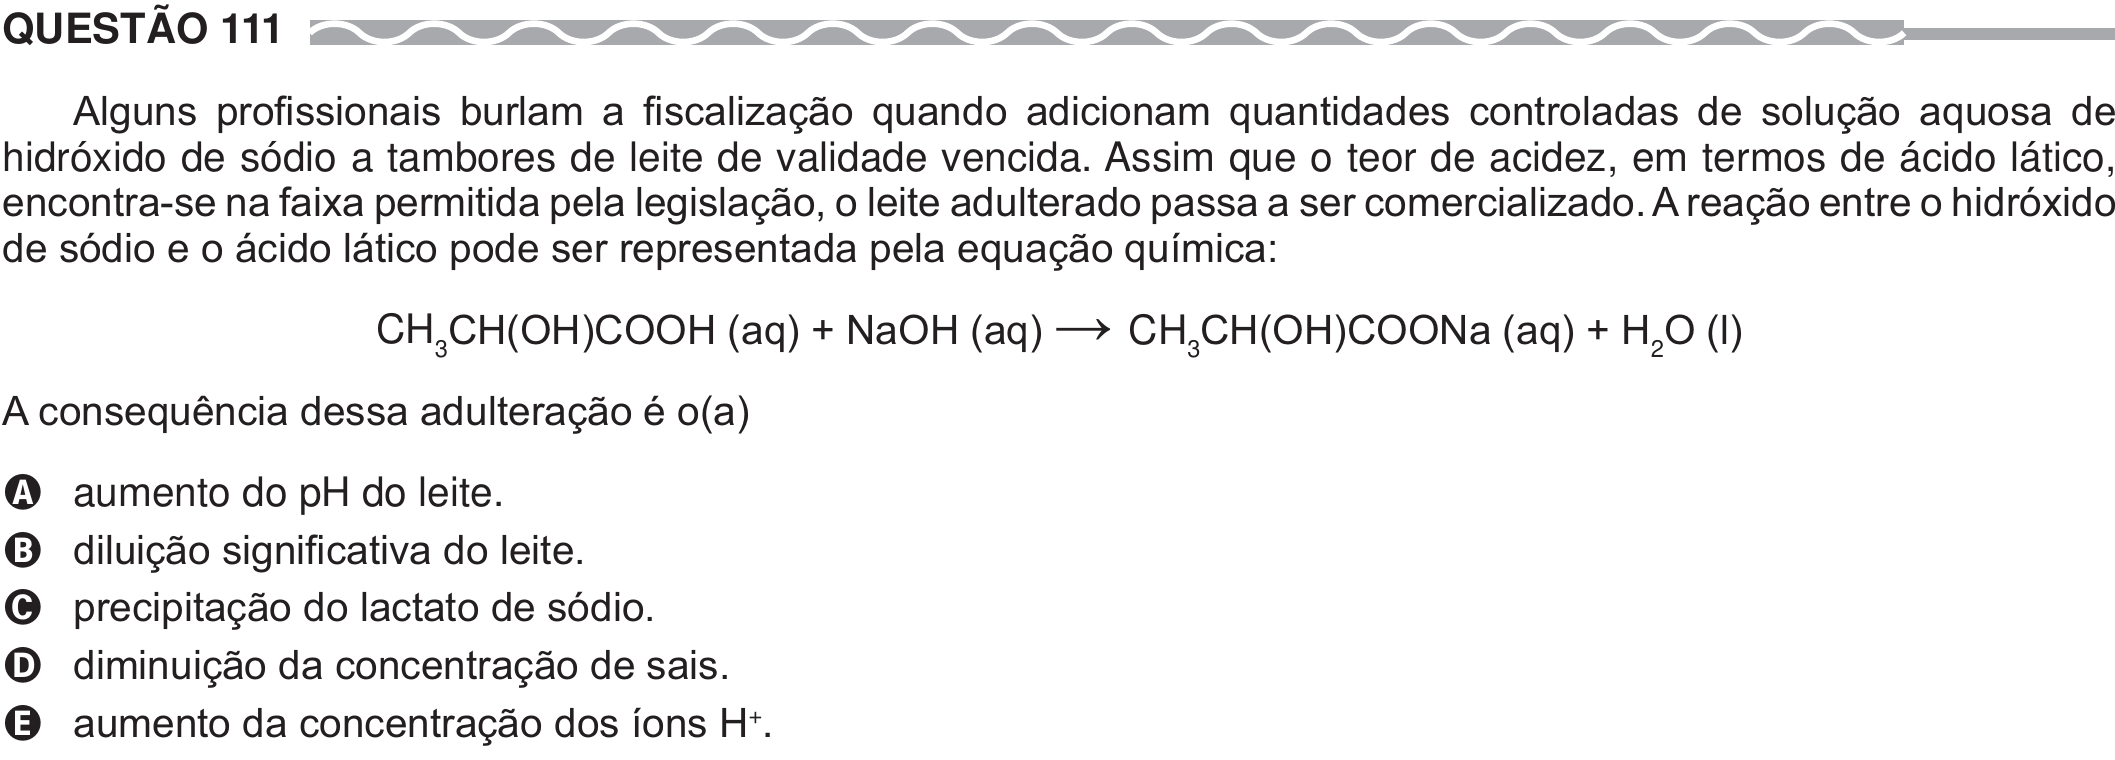 QUESTÃO 111
Alguns profissionais burlam a fiscalização quando adicionam quantidades controladas de solução aquosa de
hidróxido de sódio a tambores de leite de validade vencida. Assim que o teor de acidez, em termos de ácido lático,
encontra-se na faixa permitida pela legislação, o leite adulterado passa a ser comercializado. A reação entre o hidróxido
de sódio e o ácido lático pode ser representada pela equação química:
CH₃CH(OH)COOH (aq) + NaOH (aq) ⟶ CH₃CH(OH)COONa (aq) + H₂O (l)
A consequência dessa adulteração é o(a)
A aumento do pH do leite.
B diluição significativa do leite.
C precipitação do lactato de sódio.
D diminuição da concentração de sais.
E aumento da concentração dos íons H⁺.